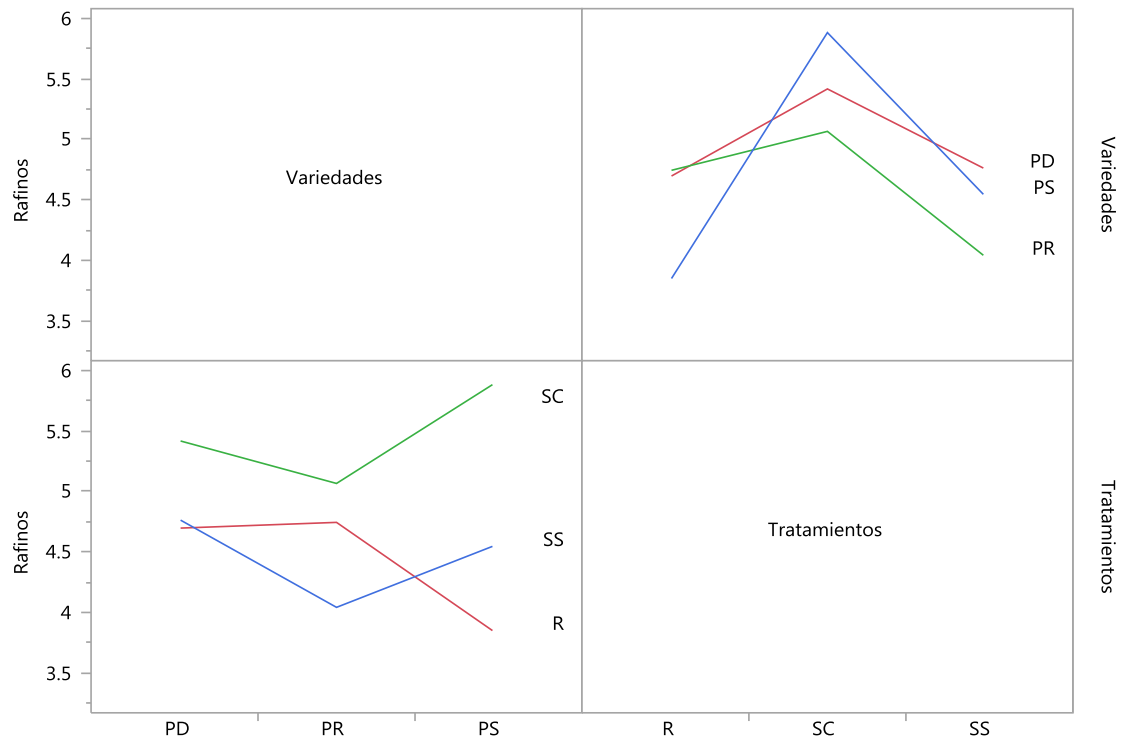 6
5.5
5
4.5
4
3.5
Rafinos
Variedades
PD
PS
PR
Variedades
6
5.5
5
4.5
4
3.5
Rafinos
SC
SS
R
Tratamientos
Tratamientos
PD PR PS R SC SS